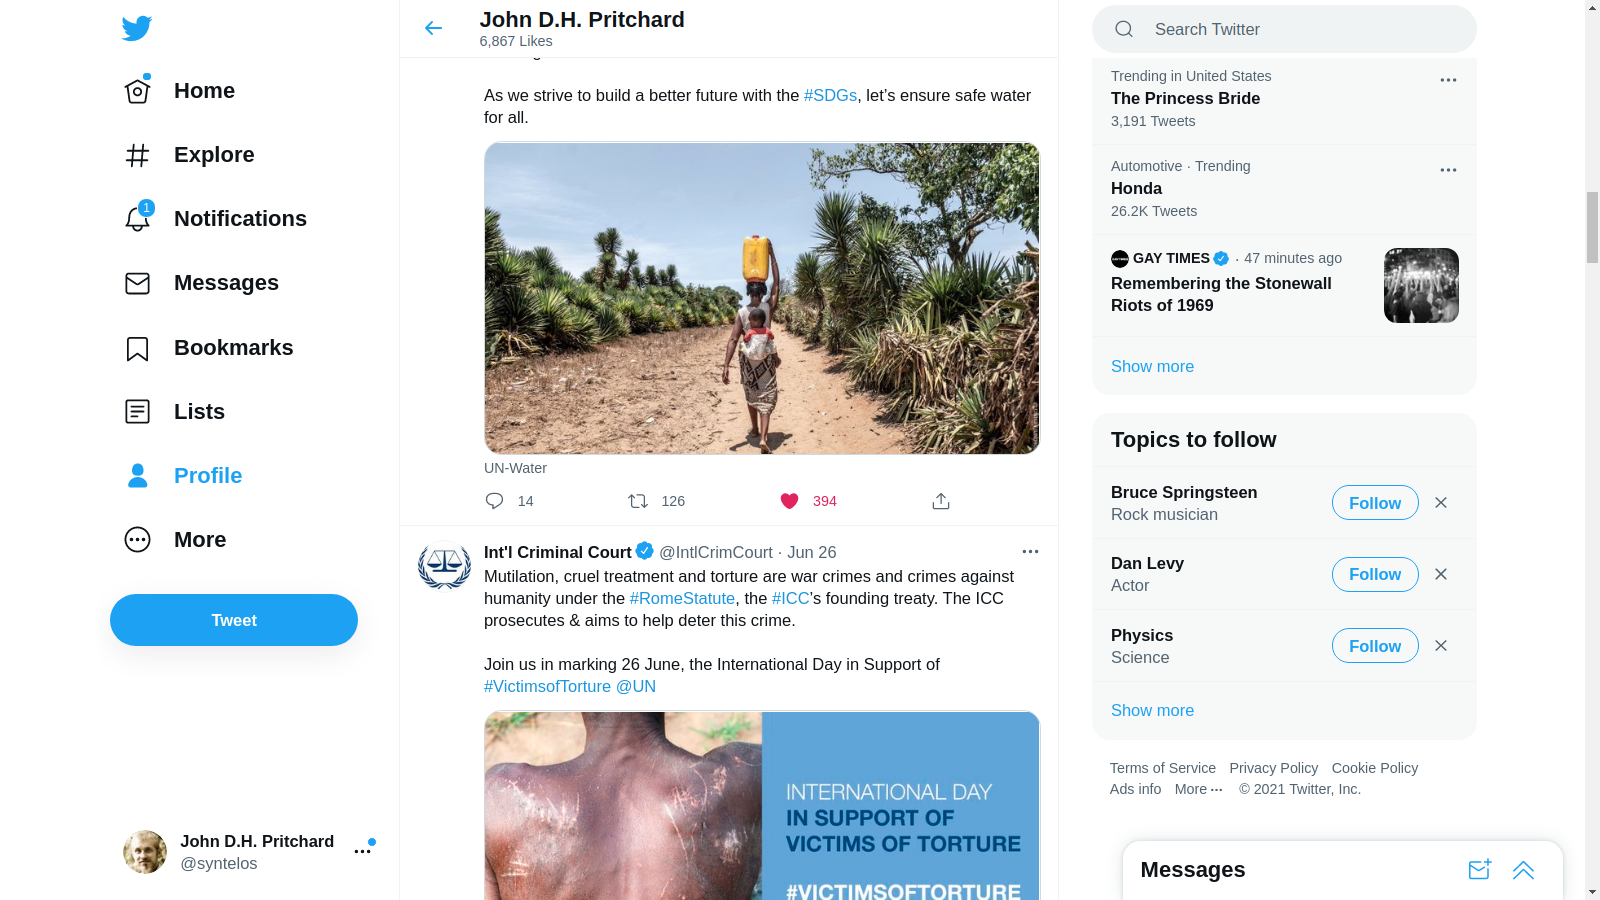 Home
Explore
1
Notifications
Messages
Bookmarks
Lists
Profile
More
Tweet
John D.H. Pritchard
@syntelos
John D.H. Pritchard
6,867 Likes
As we strive to build a better future with the #SDGs, let’s ensure safe water
for all.
UN-Water
14 126 394
Int'l Criminal Court @IntlCrimCourt · Jun 26
Mutilation, cruel treatment and torture are war crimes and crimes against
humanity under the #RomeStatute, the #ICC's founding treaty. The ICC
prosecutes & aims to help deter this crime.
Join us in marking 26 June, the International Day in Support of
#VictimsofTorture @UN
INTERNATIONAL DAY
IN SUPPORT OF
VICTIMS OF TORTURE
#VICTIMSOFTORTURE
Search Twitter
Trending in United States
The Princess Bride
3,191 Tweets
Automotive · Trending
Honda
26.2K Tweets
GAY TIMES · 47 minutes ago
Remembering the Stonewall
Riots of 1969
Show more
Topics to follow
Bruce Springsteen
Rock musician
Follow
Dan Levy
Actor
Follow
Physics
Science
Follow
Show more
Terms of Service Privacy Policy Cookie Policy
Ads info More ··· © 2021 Twitter, Inc.
Messages